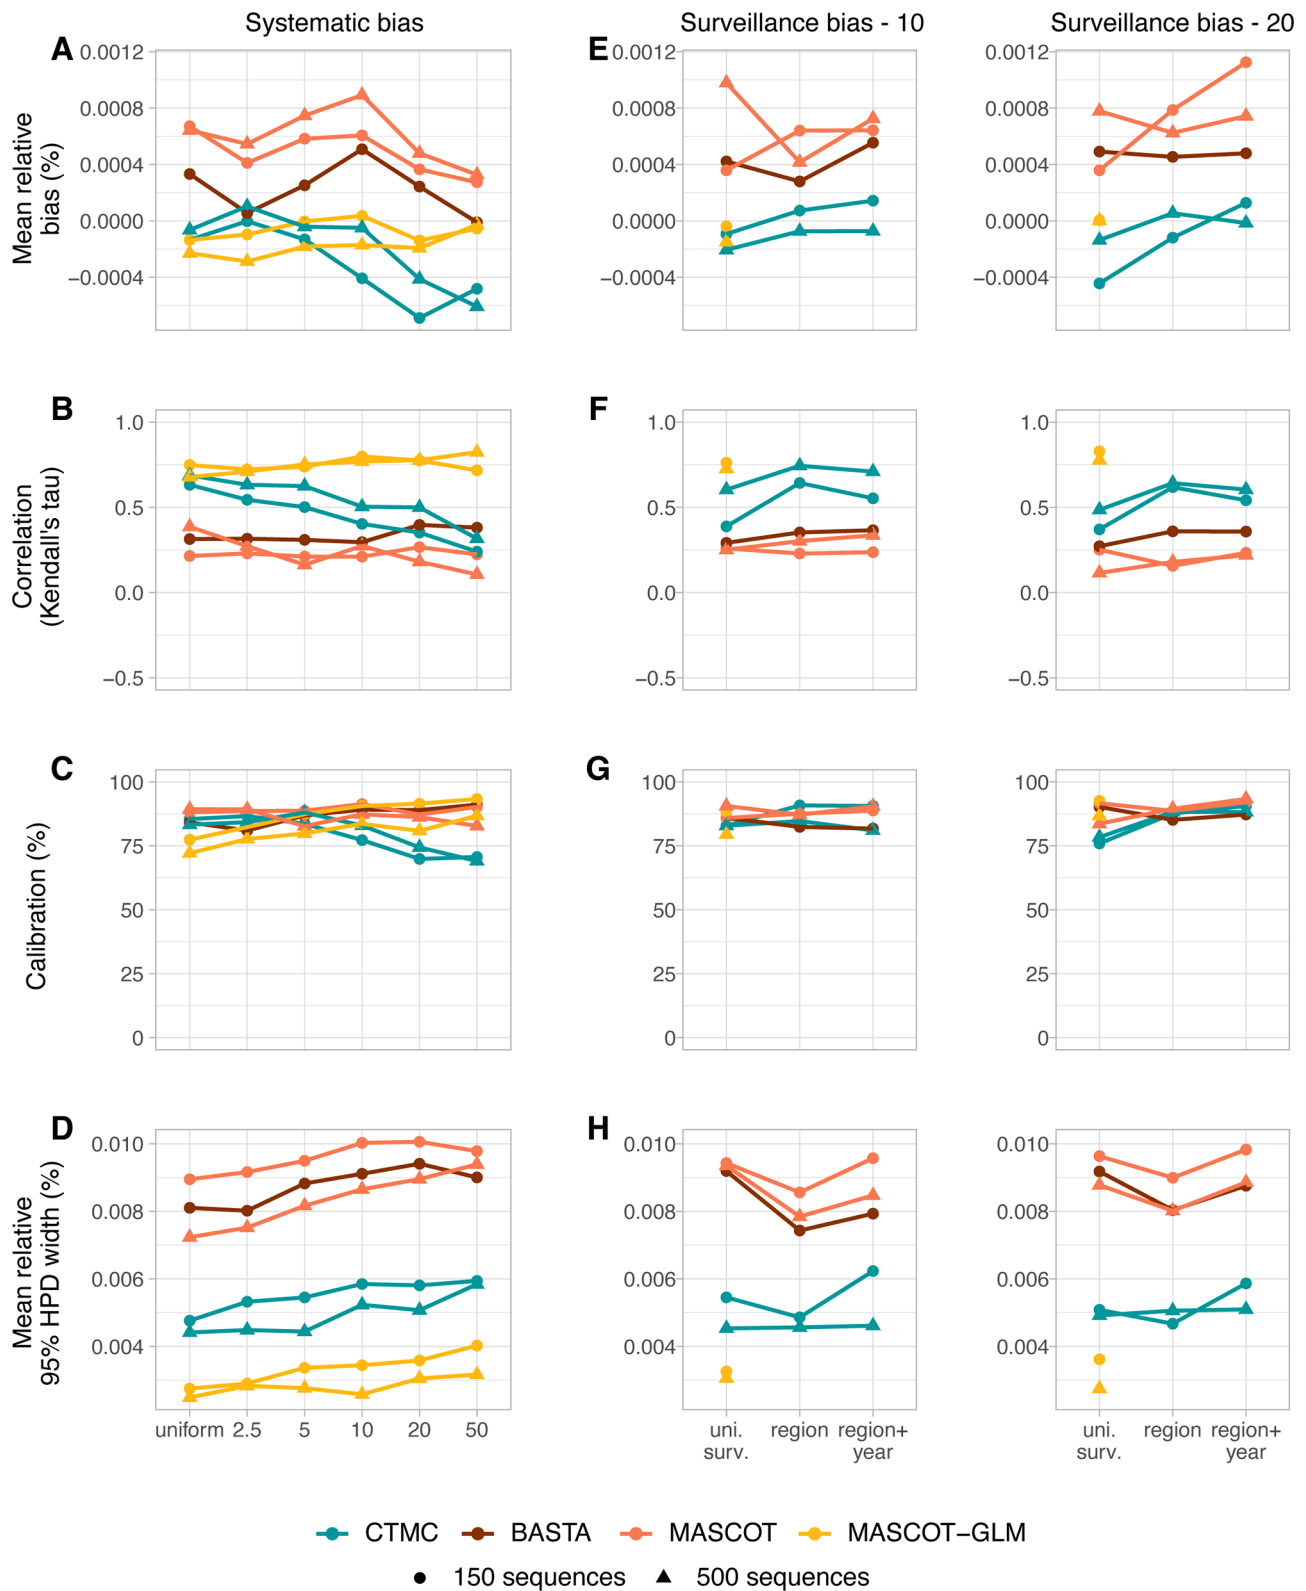 Systematic bias
Surveillance bias - 10
Surveillance bias - 20
A
Mean relative
bias (%)
0.0012
0.0008
0.0004
0.0000
−0.0004
E
0.0012
0.0008
0.0004
0.0000
−0.0004
0.0012
0.0008
0.0004
0.0000
−0.0004
B
Correlation
(Kendall's tau)
1.0
0.5
0.0
−0.5
F
1.0
0.5
0.0
−0.5
1.0
0.5
0.0
−0.5
C
Calibration (%)
100
75
50
25
0
G
100
75
50
25
0
100
75
50
25
0
D
Mean relative
95% HPD width (%)
0.010
0.008
0.006
0.004
uniform 2.5 5 10 20 50
H
0.010
0.008
0.006
0.004
uni. surv. region region+ year
0.010
0.008
0.006
0.004
uni. surv. region region+ year
CTMC BASTA MASCOT MASCOT−GLM
150 sequences 500 sequences